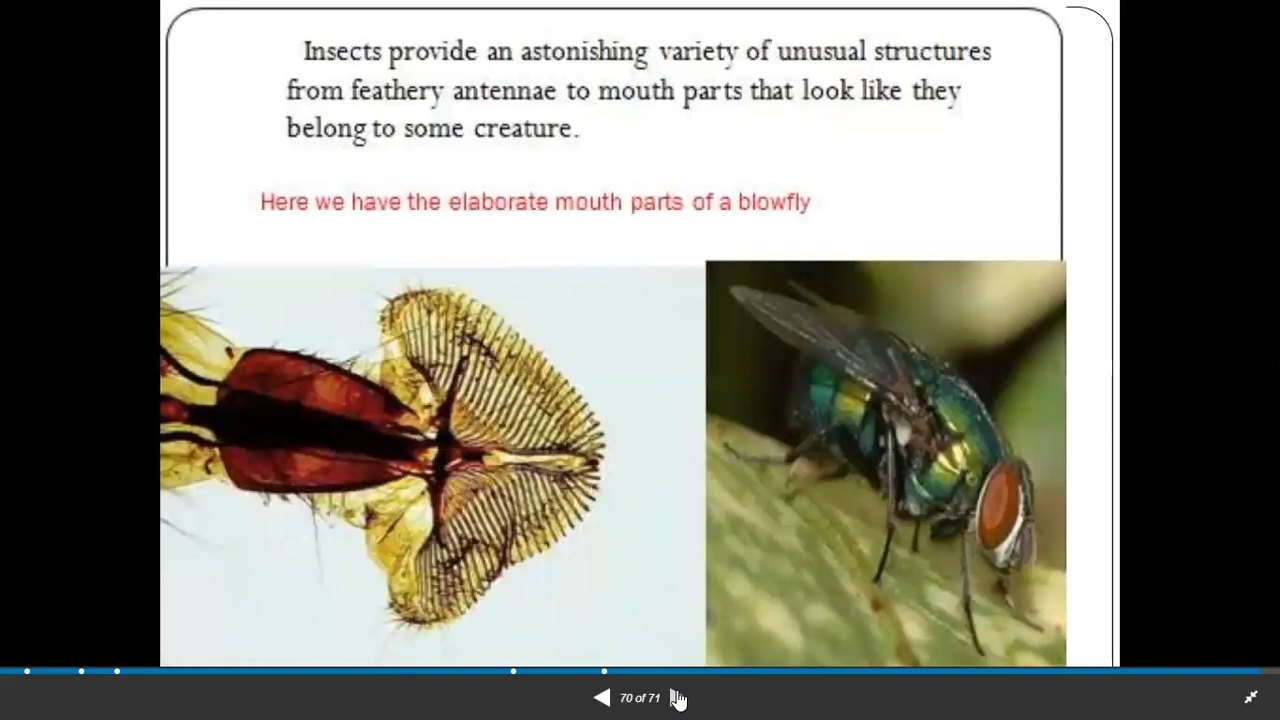 Insects provide an astonishing variety of unusual structures
from feathery antennae to mouth parts that look like they
belong to some creature.
Here we have the elaborate mouth parts of a blowfly
70 of 71